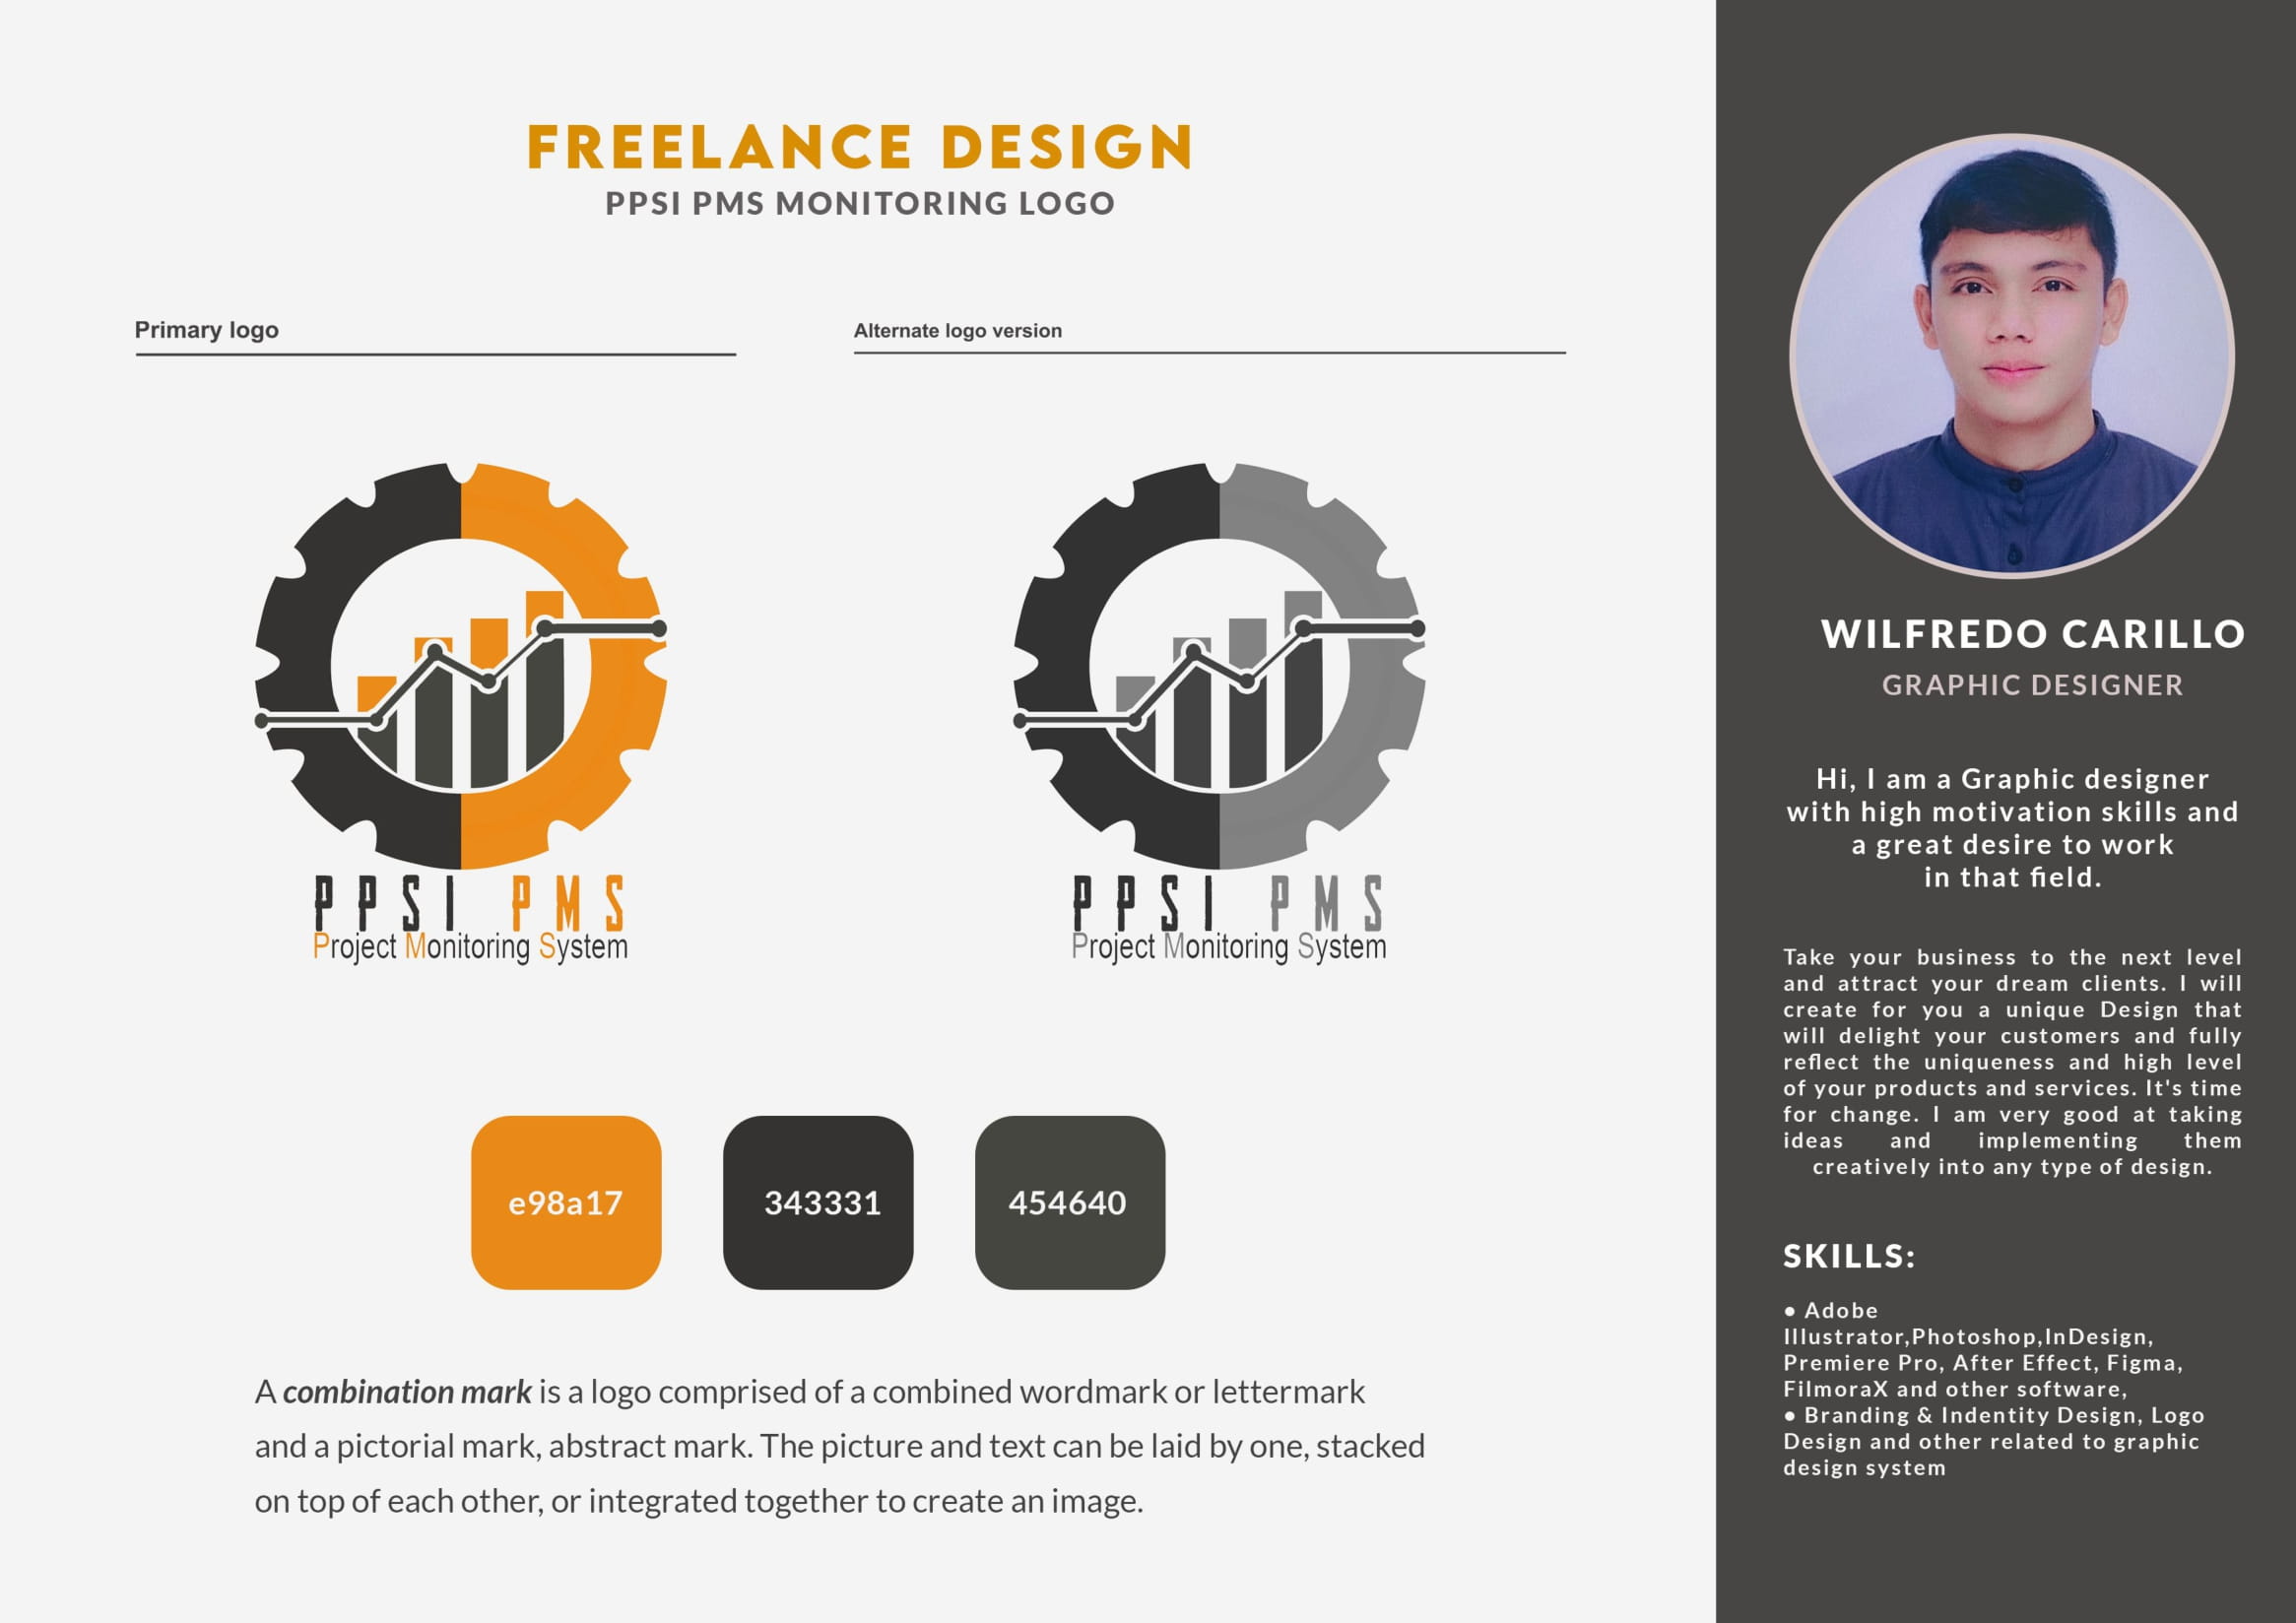 FREELANCE DESIGN
PPSI PMS MONITORING LOGO
Primary logo
Alternate logo version
PPSI PMS
Project Monitoring System
PPSI PMS
Project Monitoring System
e98a17
343331
454640
A combination mark is a logo comprised of a combined wordmark or lettermark
and a pictorial mark, abstract mark. The picture and text can be laid by one, stacked
on top of each other, or integrated together to create an image.
WILFREDO CARILLO
GRAPHIC DESIGNER
Hi, I am a Graphic designer
with high motivation skills and
a great desire to work
in that field.
Take your business to the next level
and attract your dream clients. I will
create for you a unique Design that
will delight your customers and fully
reflect the uniqueness and high level
of your products and services. It's time
for change. I am very good at taking
ideas and implementing them
creatively into any type of design.
SKILLS:
• Adobe
Illustrator,Photoshop,InDesign,
Premiere Pro, After Effect, Figma,
FilmoraX and other software,
• Branding & Indentity Design, Logo
Design and other related to graphic
design system